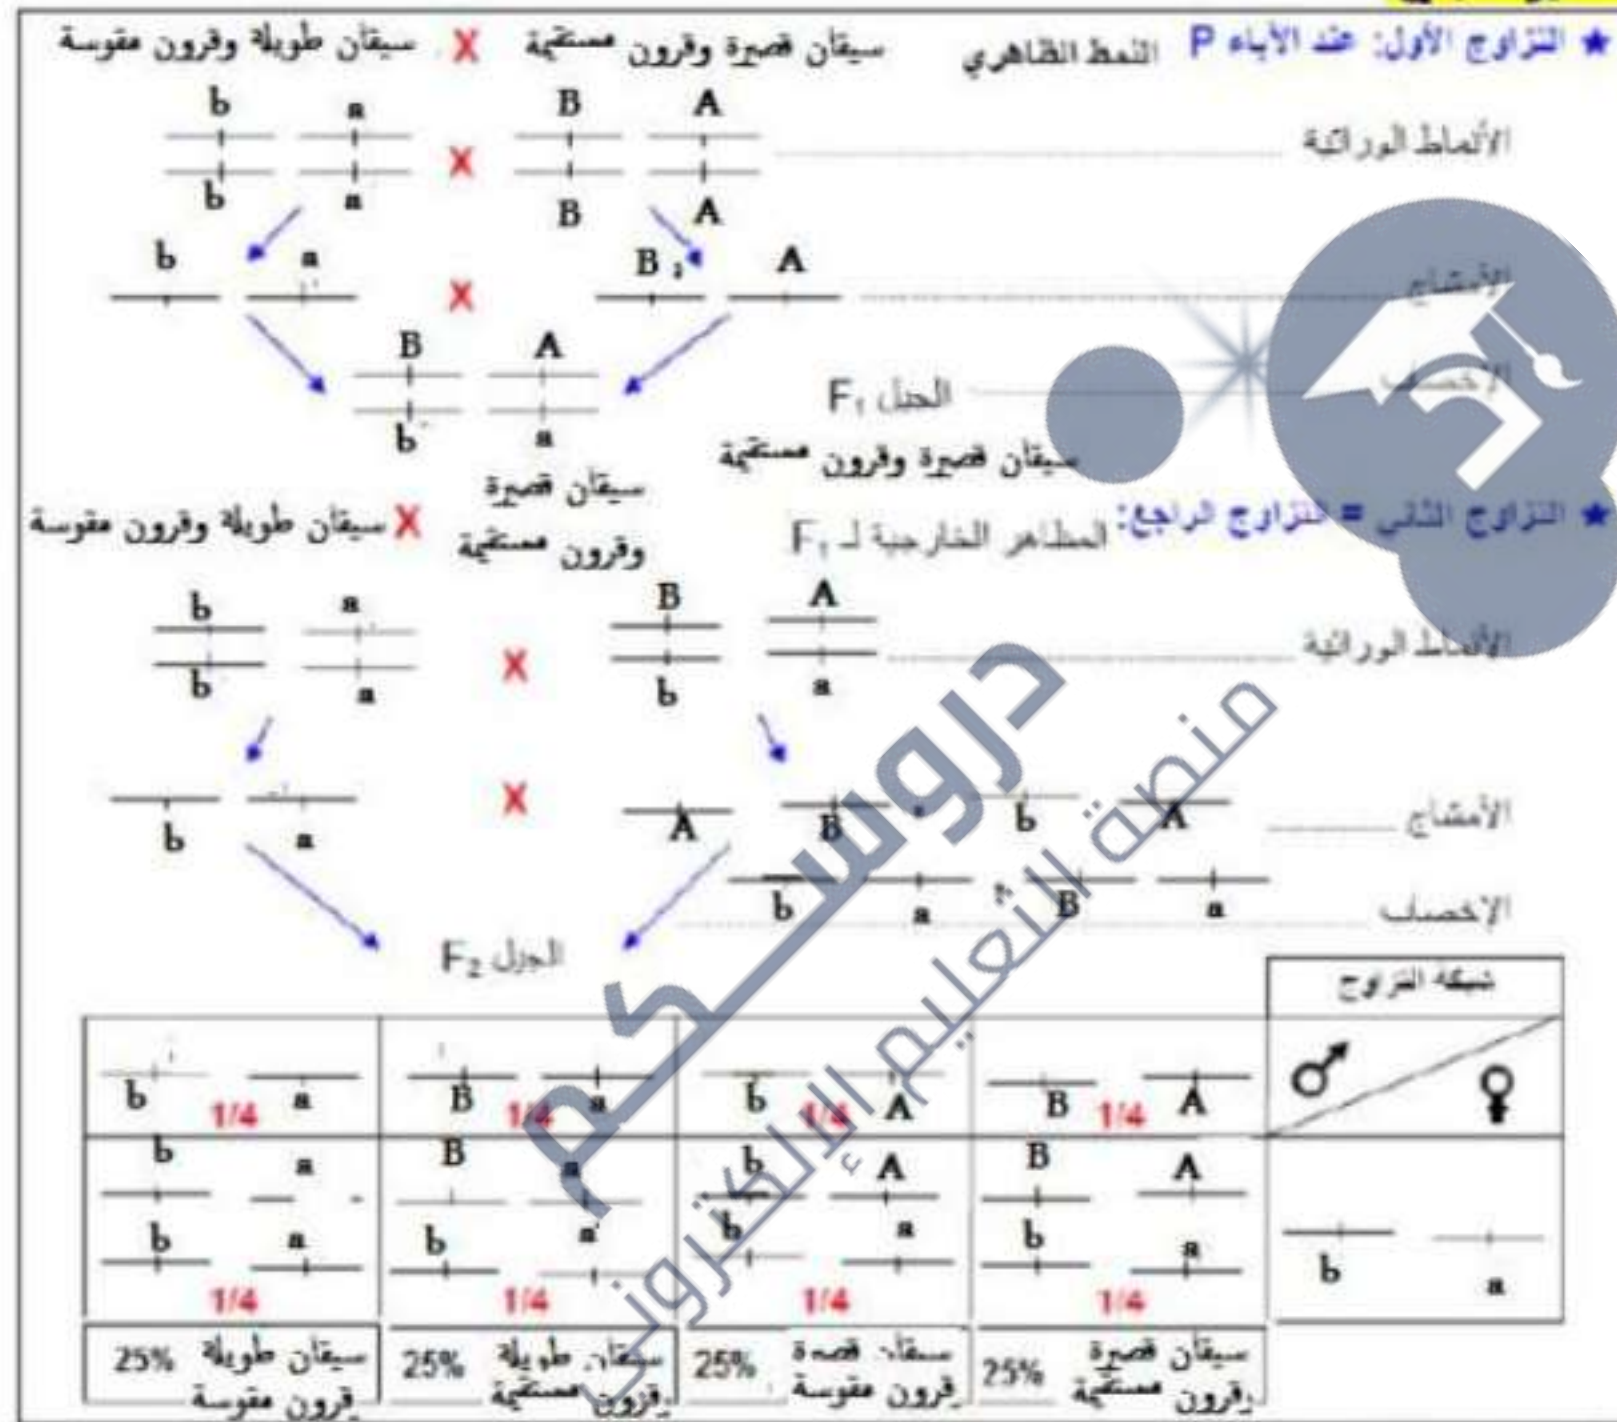 ★ التزاوج الأول: عند الأباء P النمط الظاهري سيقان قصيرة وقرون مستقيمة X سيقان طويلة وقرون مقوسة
A B a b
الأنماط الوراثية X
A B a b
A B a b
الأمشاج X
A B
الإخصاب الجيل F₁
a b
سيقان قصيرة وقرون مستقيمة
★ التزاوج الثاني = التزاوج الراجع: المظاهر الخارجية لـ F₁ سيقان قصيرة وقرون مستقيمة X سيقان طويلة وقرون مقوسة
A B a b
الأنماط الوراثية X
a b a b
الأمشاج X
A b B A a b
a B a b
الإخصاب
الجيل F₂
شبكة التزاوج
♂ ♀
A 1/4 B A 1/4 b a 1/4 B a 1/4 b
A B A b a B a b
a b a b a b a b
a b
1/4 1/4 1/4 1/4
سيقان قصيرة وقرون مستقيمة 25%
سيقان قصيرة قرون مقوسة 25%
سيقان طويلة وقرون مستقيمة 25%
سيقان طويلة قرون مقوسة 25%
دروسكم
منصة التعليم الإلكتروني